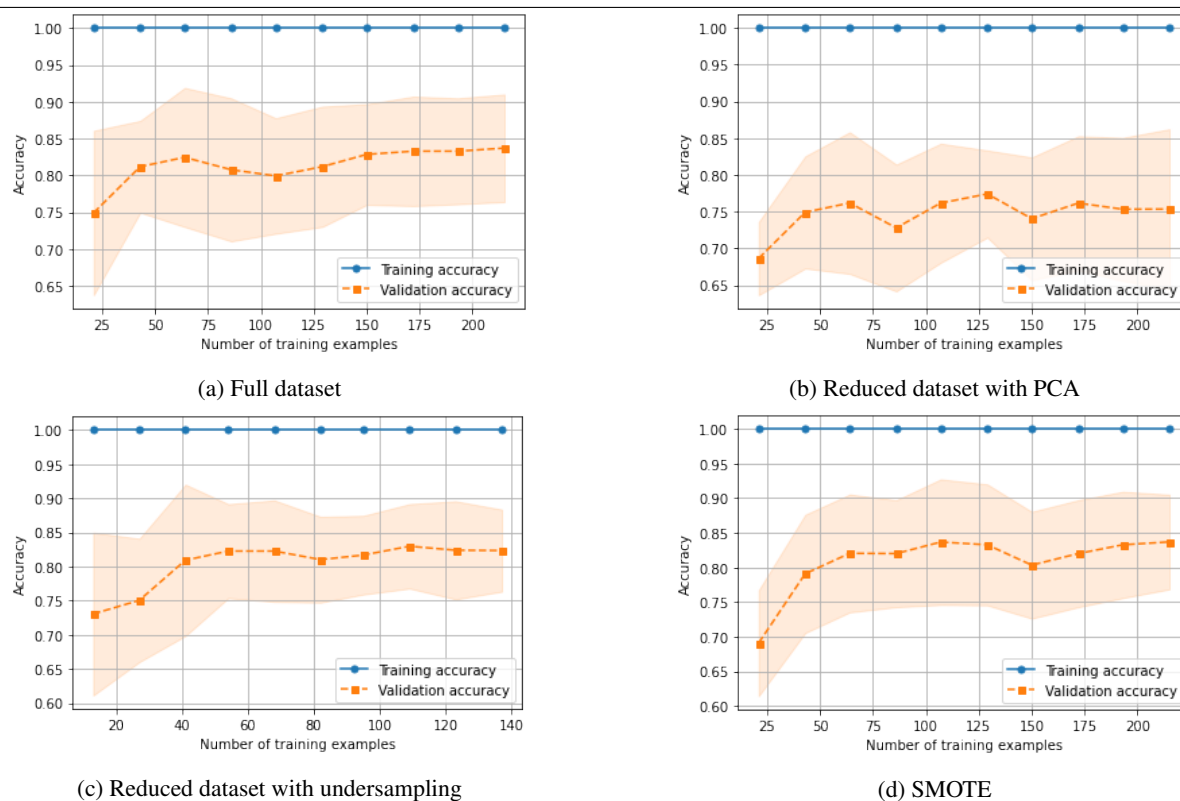 1.00
0.95
0.90
0.85
0.80
0.75
0.70
0.65
Accuracy
Training accuracy
Validation accuracy
25 50 75 100 125 150 175 200
Number of training examples
(a) Full dataset
1.00
0.95
0.90
0.85
0.80
0.75
0.70
0.65
Accuracy
Training accuracy
Validation accuracy
25 50 75 100 125 150 175 200
Number of training examples
(b) Reduced dataset with PCA
1.00
0.95
0.90
0.85
0.80
0.75
0.70
0.65
0.60
Accuracy
Training accuracy
Validation accuracy
20 40 60 80 100 120 140
Number of training examples
(c) Reduced dataset with undersampling
1.00
0.95
0.90
0.85
0.80
0.75
0.70
0.65
0.60
Accuracy
Training accuracy
Validation accuracy
25 50 75 100 125 150 175 200
Number of training examples
(d) SMOTE